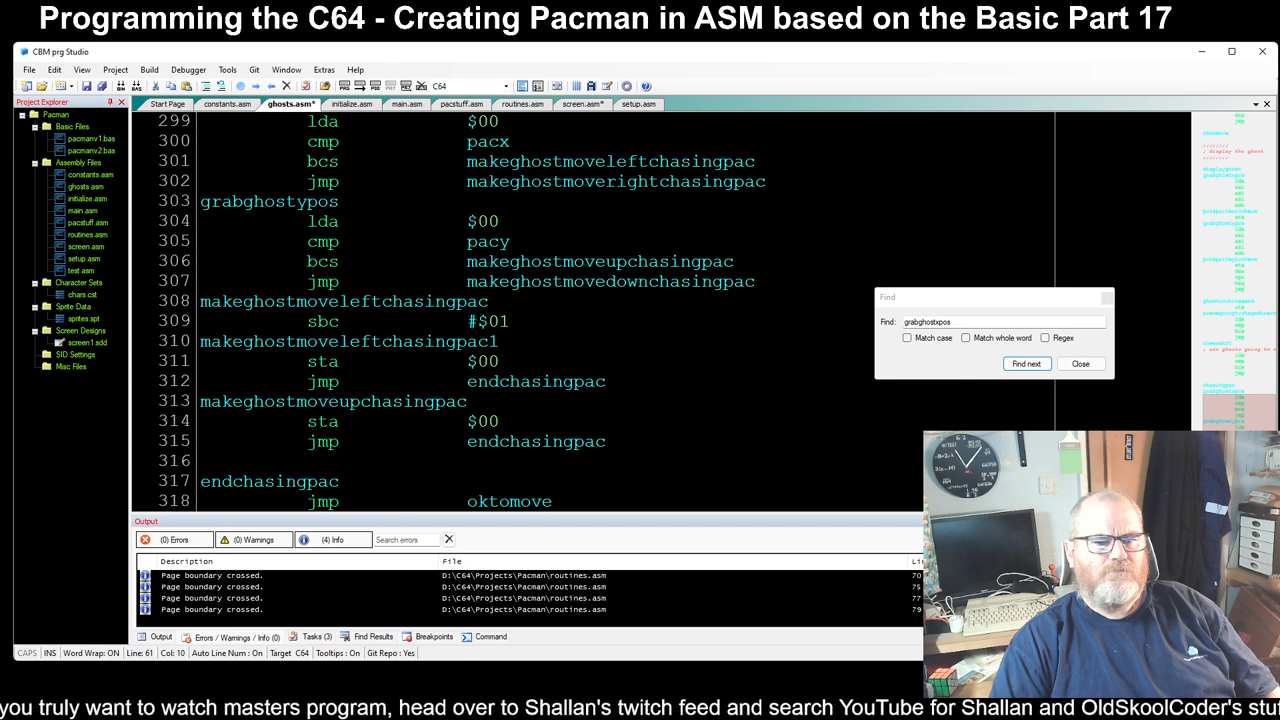 Programming the C64 - Creating Pacman in ASM based on the Basic Part 17
CBM prg Studio
File Edit View Project Build Debugger Tools Git Window Extras Help
C64
Project Explorer
Start Page constants.asm ghosts.asm* initialize.asm main.asm pacstuff.asm routines.asm screen.asm* setup.asm
Pacman
Basic Files
pacmanv1.bas
pacmanv2.bas
Assembly Files
constants.asm
ghosts.asm
initialize.asm
main.asm
pacstuff.asm
routines.asm
screen.asm
setup.asm
test.asm
Character Sets
chars.cst
Sprite Data
sprites.spt
Screen Designs
screen1.sdd
SID Settings
Misc Files
299 lda $00
300 cmp pacx
301 bcs makeghostmoveleftchasingpac
302 jmp makeghostmoverightchasingpac
303 grabghostypos
304 lda $00
305 cmp pacy
306 bcs makeghostmoveupchasingpac
307 jmp makeghostmovedownchasingpac
308 makeghostmoveleftchasingpac
309 sbc #$01
310 makeghostmoveleftchasingpac1
311 sta $00
312 jmp endchasingpac
313 makeghostmoveupchasingpac
314 sta $00
315 jmp endchasingpac
316
317 endchasingpac
318 jmp oktomove
Find
Find: grabghostxpos
Match case Match whole word Regex
Find next Close
Output
(0) Errors (0) Warnings (4) Info Search errors
Description File
Page boundary crossed. D:\C64\Projects\Pacman\routines.asm 70
Page boundary crossed. D:\C64\Projects\Pacman\routines.asm 75
Page boundary crossed. D:\C64\Projects\Pacman\routines.asm 77
Page boundary crossed. D:\C64\Projects\Pacman\routines.asm 79
Output Errors / Warnings / Info (0) Tasks (3) Find Results Breakpoints Command
CAPS INS Word Wrap: ON Line: 61 Col: 10 Auto Line Num : On Target C64 Tooltips : On Git Repo : Yes
you truly want to watch masters program, head over to Shallan's twitch feed and search YouTube for Shallan and OldSkoolCoder's stu